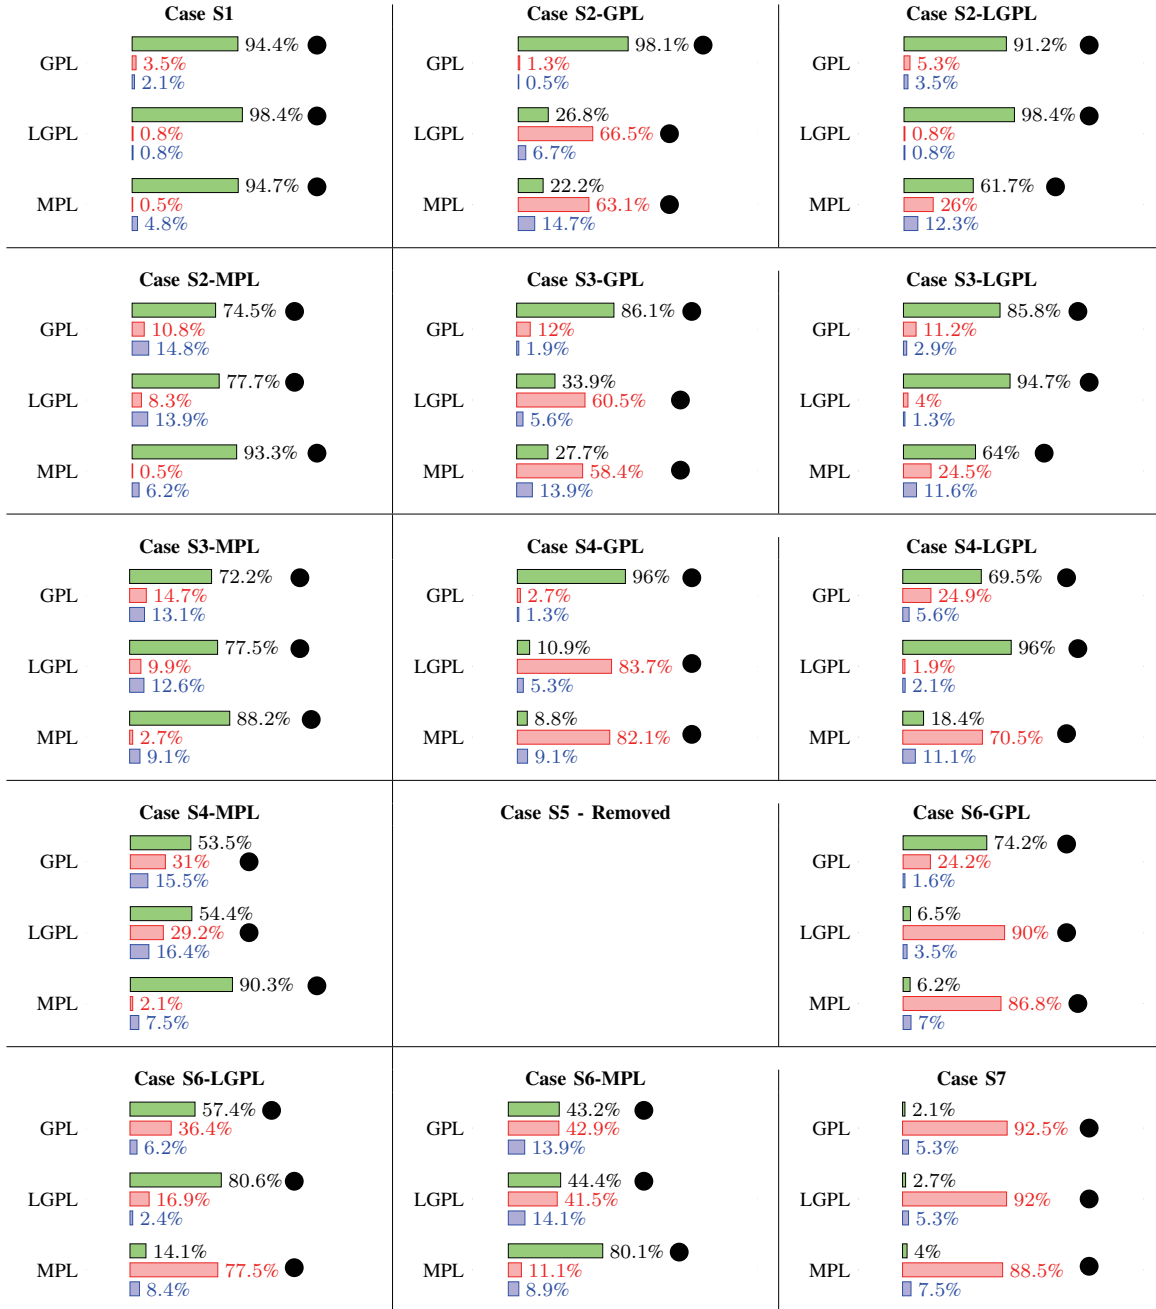 Case S1
94.4%
GPL
3.5%
2.1%
98.4%
LGPL
0.8%
0.8%
94.7%
MPL
0.5%
4.8%
Case S2-GPL
98.1%
GPL
1.3%
0.5%
26.8%
LGPL
66.5%
6.7%
22.2%
MPL
63.1%
14.7%
Case S2-LGPL
91.2%
GPL
5.3%
3.5%
98.4%
LGPL
0.8%
0.8%
61.7%
MPL
26%
12.3%
Case S2-MPL
74.5%
GPL
10.8%
14.8%
77.7%
LGPL
8.3%
13.9%
93.3%
MPL
0.5%
6.2%
Case S3-GPL
86.1%
GPL
12%
1.9%
33.9%
LGPL
60.5%
5.6%
27.7%
MPL
58.4%
13.9%
Case S3-LGPL
85.8%
GPL
11.2%
2.9%
94.7%
LGPL
4%
1.3%
64%
MPL
24.5%
11.6%
Case S3-MPL
72.2%
GPL
14.7%
13.1%
77.5%
LGPL
9.9%
12.6%
88.2%
MPL
2.7%
9.1%
Case S4-GPL
96%
GPL
2.7%
1.3%
10.9%
LGPL
83.7%
5.3%
8.8%
MPL
82.1%
9.1%
Case S4-LGPL
69.5%
GPL
24.9%
5.6%
96%
LGPL
1.9%
2.1%
18.4%
MPL
70.5%
11.1%
Case S4-MPL
53.5%
GPL
31%
15.5%
54.4%
LGPL
29.2%
16.4%
90.3%
MPL
2.1%
7.5%
Case S5 - Removed
Case S6-GPL
74.2%
GPL
24.2%
1.6%
6.5%
LGPL
90%
3.5%
6.2%
MPL
86.8%
7%
Case S6-LGPL
57.4%
GPL
36.4%
6.2%
80.6%
LGPL
16.9%
2.4%
14.1%
MPL
77.5%
8.4%
Case S6-MPL
43.2%
GPL
42.9%
13.9%
44.4%
LGPL
41.5%
14.1%
80.1%
MPL
11.1%
8.9%
Case S7
2.1%
GPL
92.5%
5.3%
2.7%
LGPL
92%
5.3%
4%
MPL
88.5%
7.5%